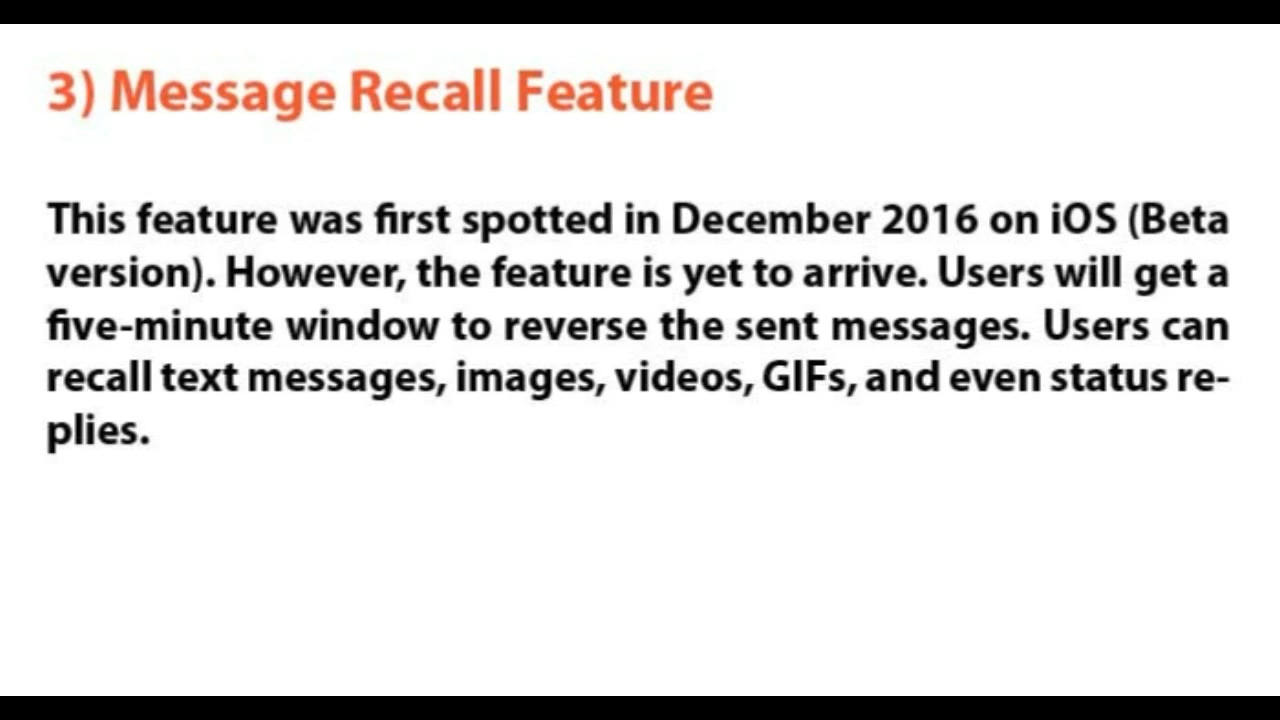 3) Message Recall Feature
This feature was first spotted in December 2016 on iOS (Beta
version). However, the feature is yet to arrive. Users will get a
five-minute window to reverse the sent messages. Users can
recall text messages, images, videos, GIFs, and even status re-
plies.